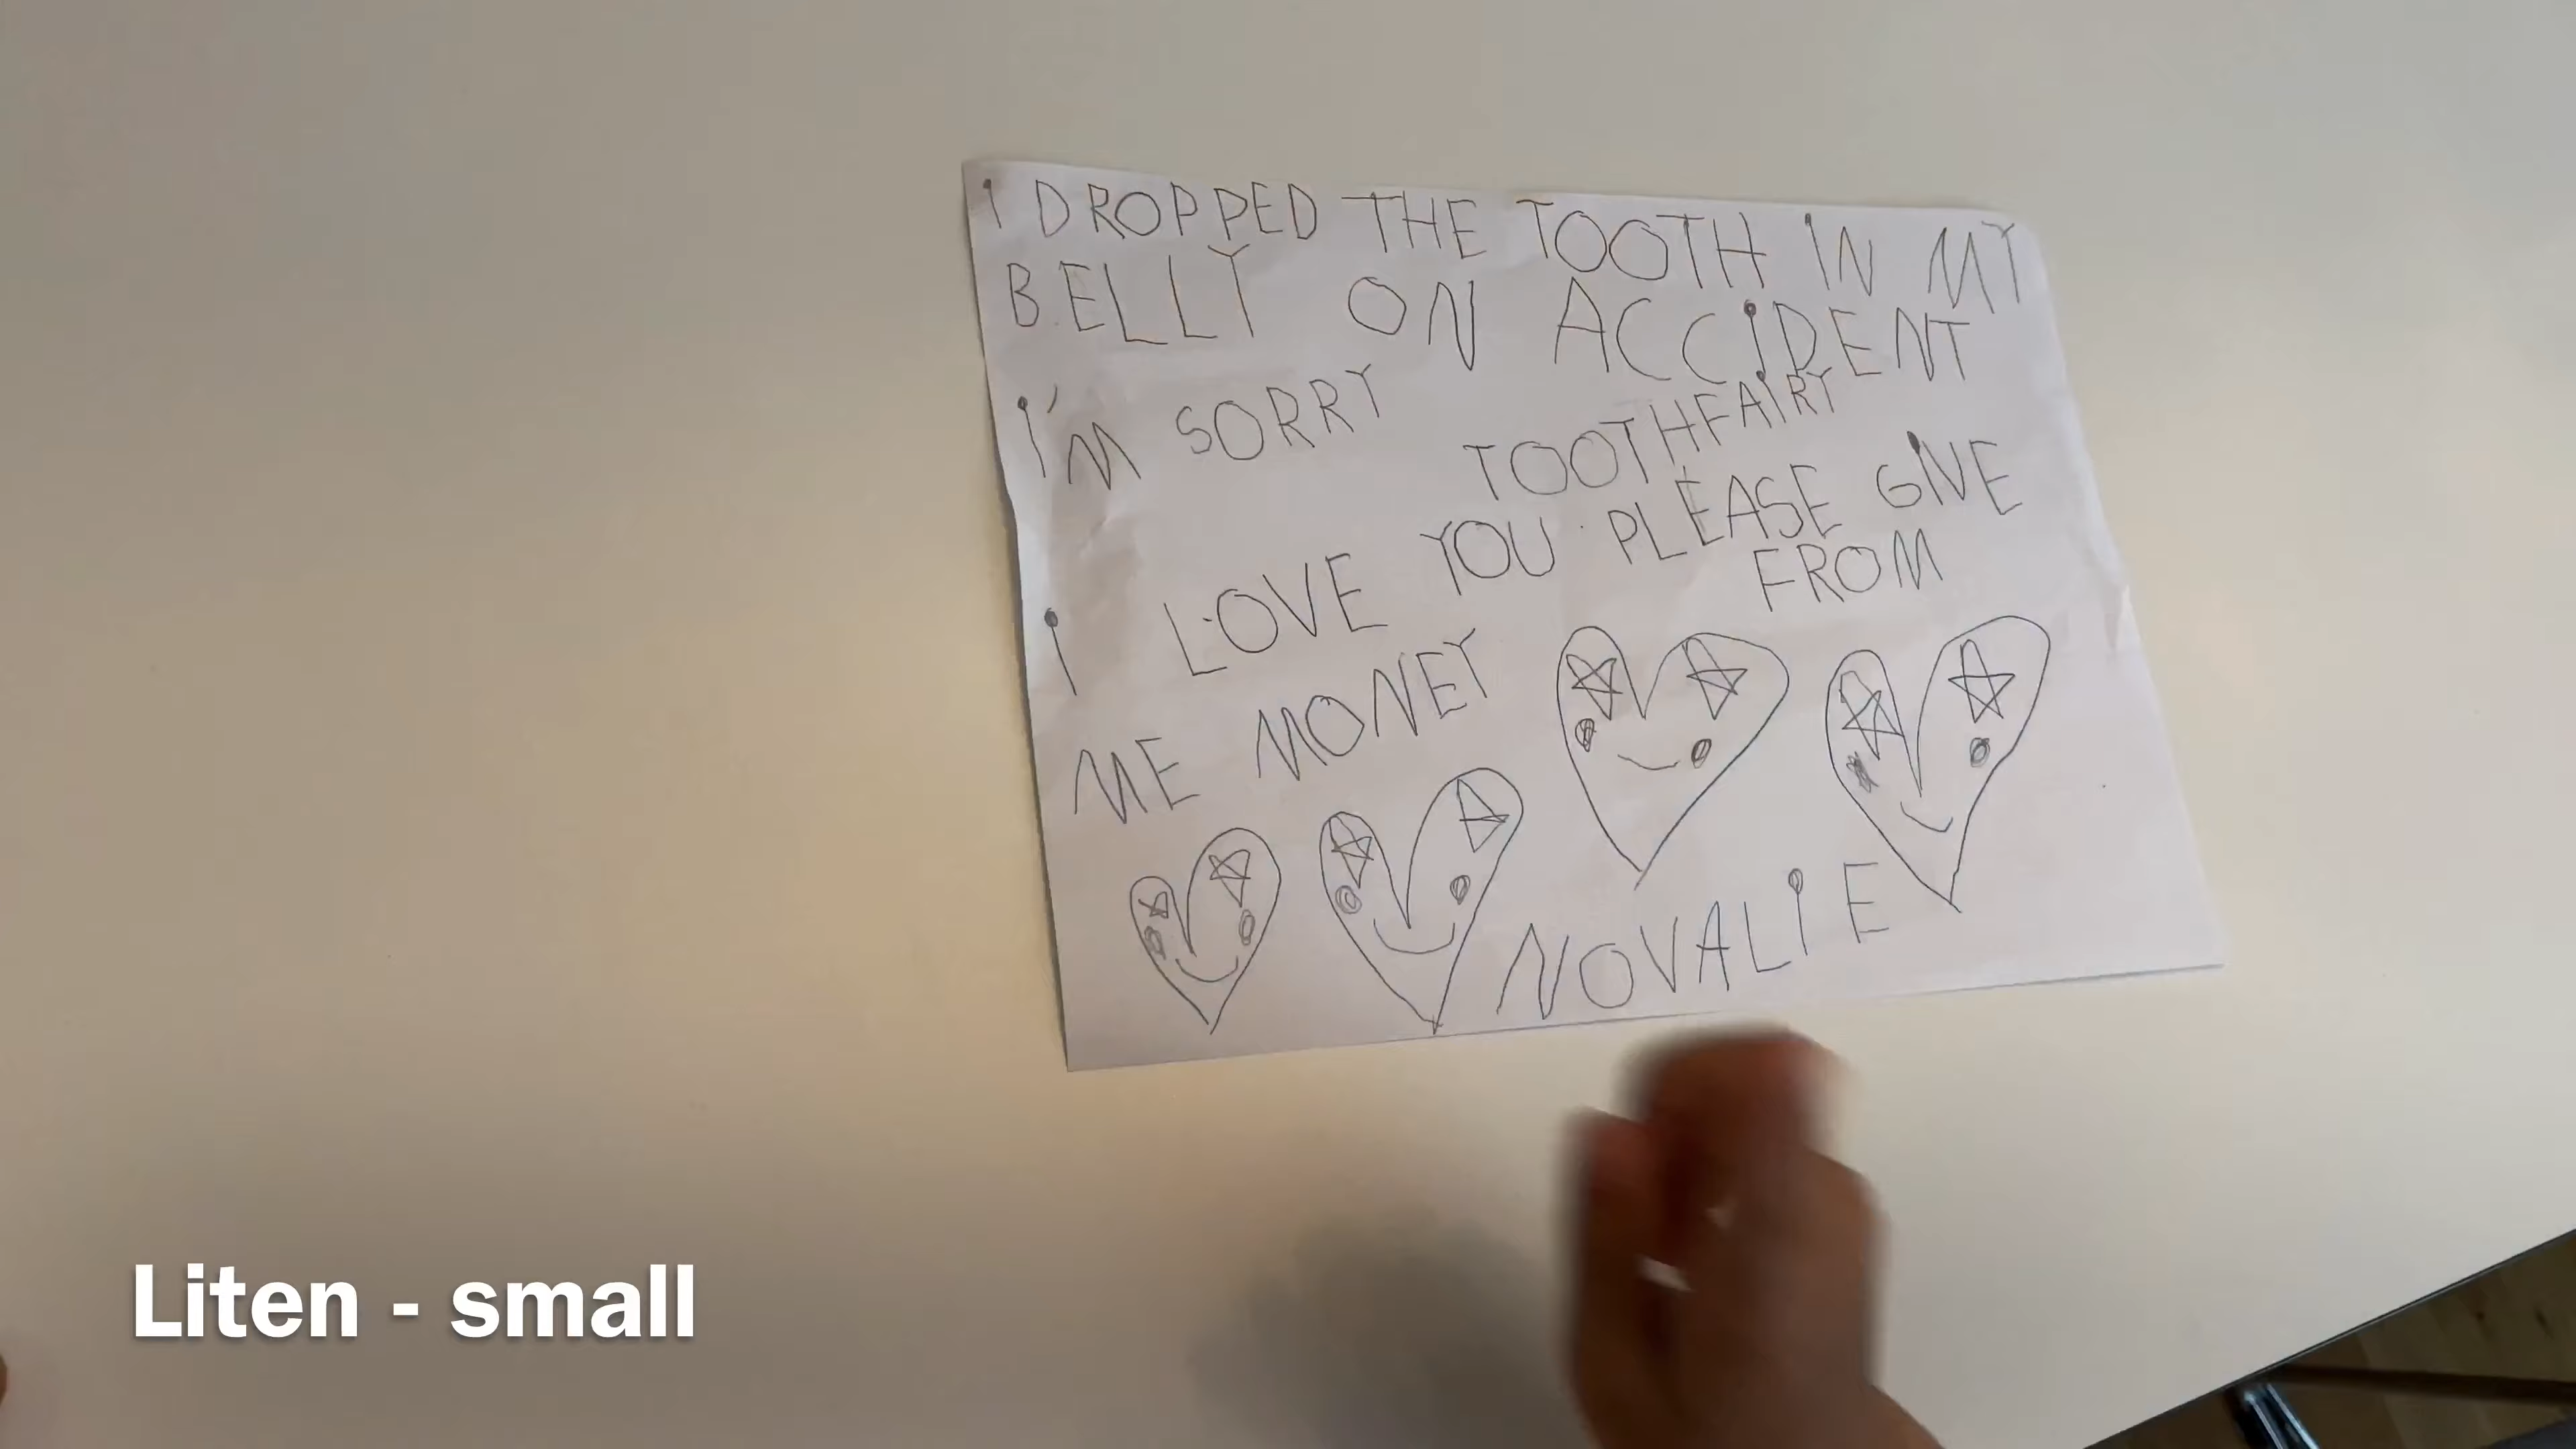 I DROPPED THE TOOTH IN MY
BELLY ON ACCIDENT
I'M SORRY TOOTHFAIRY
I LOVE YOU PLEASE GIVE
ME MONEY FROM
NOVALIE
Liten - small